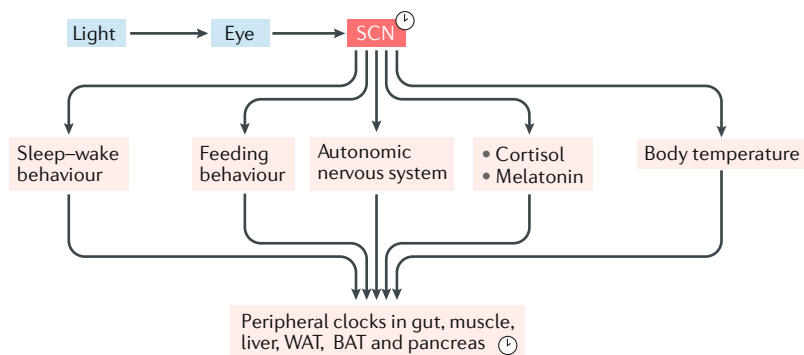 Light
Eye
SCN
Sleep–wake
behaviour
Feeding
behaviour
Autonomic
nervous system
• Cortisol
• Melatonin
Body temperature
Peripheral clocks in gut, muscle,
liver, WAT, BAT and pancreas